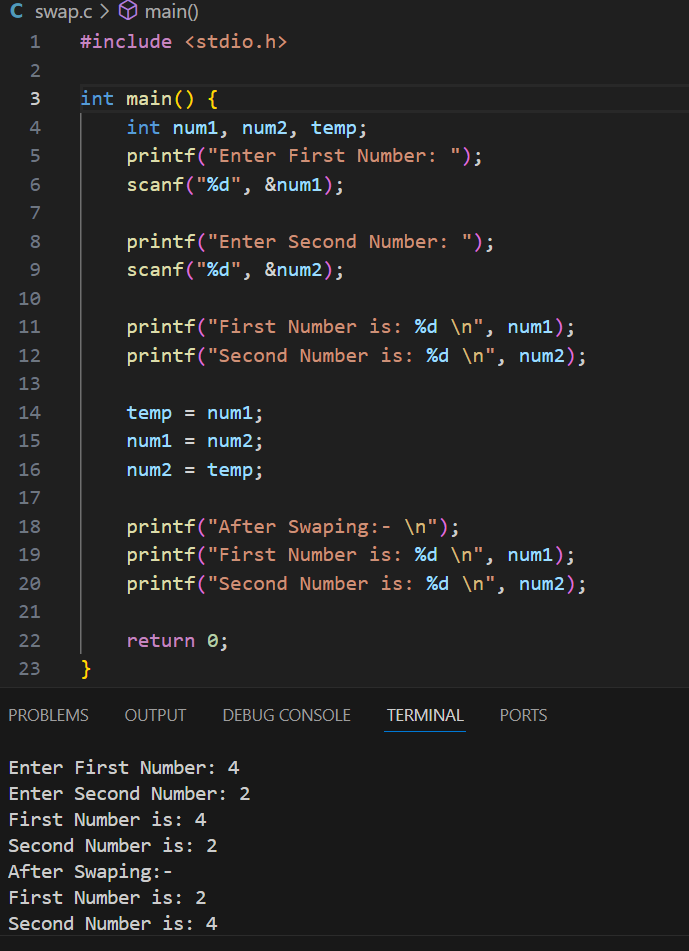 C swap.c > main()
1 #include <stdio.h>
2
3 int main() {
4     int num1, num2, temp;
5     printf("Enter First Number: ");
6     scanf("%d", &num1);
7
8     printf("Enter Second Number: ");
9     scanf("%d", &num2);
10
11     printf("First Number is: %d \n", num1);
12     printf("Second Number is: %d \n", num2);
13
14     temp = num1;
15     num1 = num2;
16     num2 = temp;
17
18     printf("After Swaping:- \n");
19     printf("First Number is: %d \n", num1);
20     printf("Second Number is: %d \n", num2);
21
22     return 0;
23 }
PROBLEMS OUTPUT DEBUG CONSOLE TERMINAL PORTS
Enter First Number: 4
Enter Second Number: 2
First Number is: 4
Second Number is: 2
After Swaping:-
First Number is: 2
Second Number is: 4